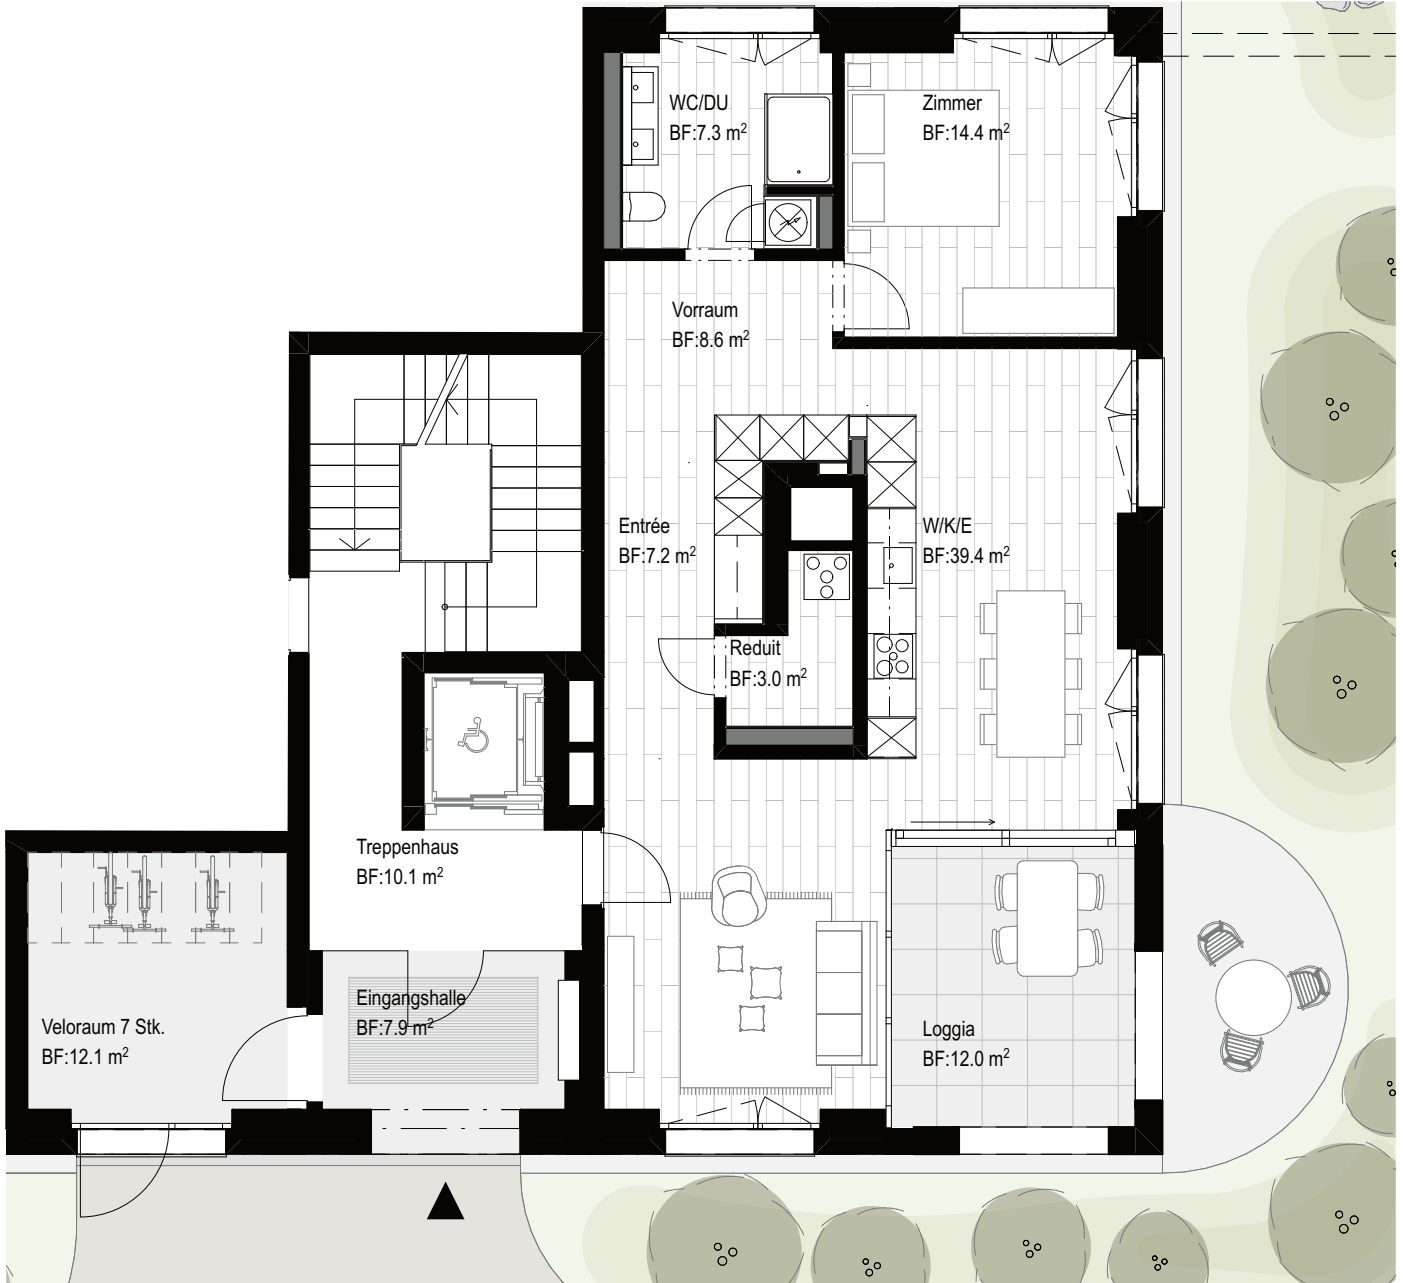 WC/DU
BF:7.3 m²
Zimmer
BF:14.4 m²
Vorraum
BF:8.6 m²
Entrée
BF:7.2 m²
W/K/E
BF:39.4 m²
Reduit
BF:3.0 m²
Treppenhaus
BF:10.1 m²
Eingangshalle
BF:7.9 m²
Veloraum 7 Stk.
BF:12.1 m²
Loggia
BF:12.0 m²